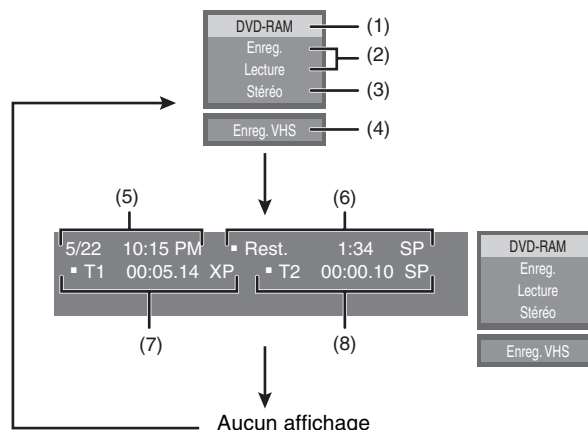 DVD-RAM (1)
Enreg. (2)
Lecture
Stéréo (3)
Enreg. VHS (4)
(5) (6)
5/22 10:15 PM Rest. 1:34 SP
T1 00:05.14 XP T2 00:00.10 SP
(7) (8)
DVD-RAM
Enreg.
Lecture
Stéréo
Enreg. VHS
Aucun affichage